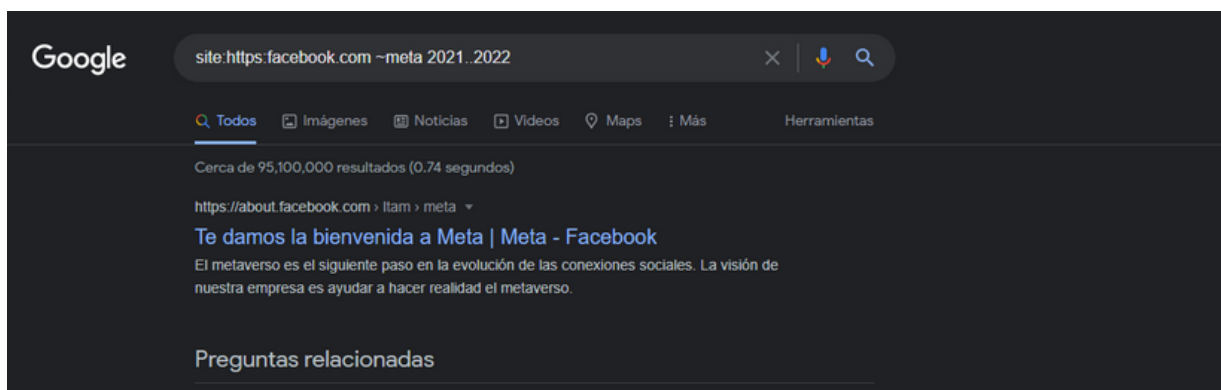 Google
site:https:facebook.com ~meta 2021..2022
Todos Imágenes Noticias Videos Maps Más Herramientas
Cerca de 95,100,000 resultados (0.74 segundos)
https://about.facebook.com › ltam › meta
Te damos la bienvenida a Meta | Meta - Facebook
El metaverso es el siguiente paso en la evolución de las conexiones sociales. La visión de
nuestra empresa es ayudar a hacer realidad el metaverso.
Preguntas relacionadas